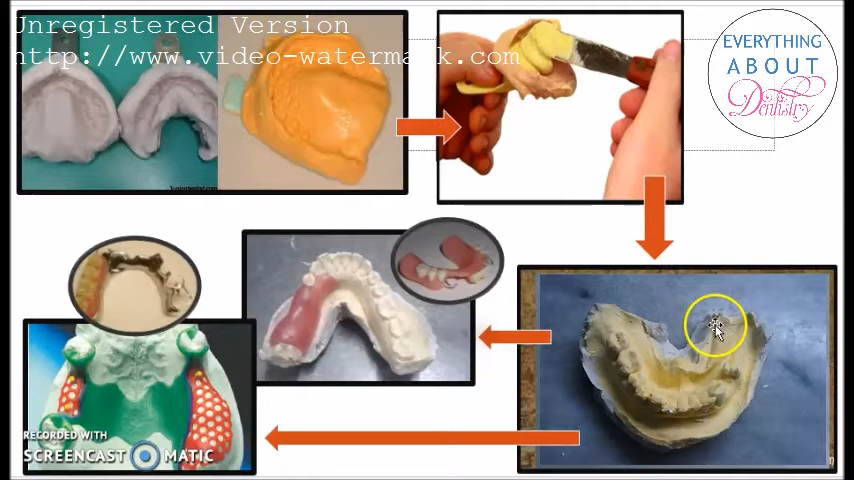 Unregistered Version
http://www.video-watermark.com
EVERYTHING
ABOUT
Dentistry
RECORDED WITH
SCREENCAST MATIC